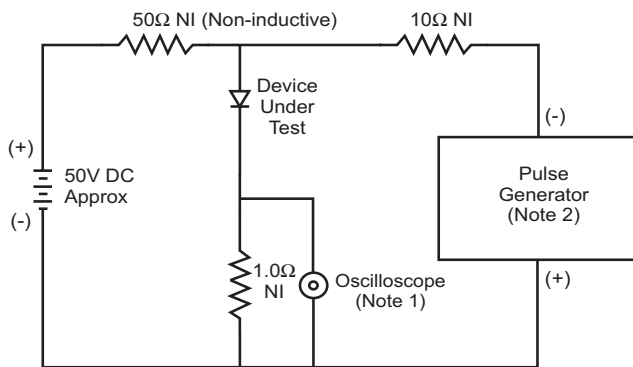 50Ω NI (Non-inductive)
10Ω NI
Device
Under
Test
(+)
50V DC
Approx
(-)
(-)
Pulse
Generator
(Note 2)
(+)
1.0Ω
NI
Oscilloscope
(Note 1)